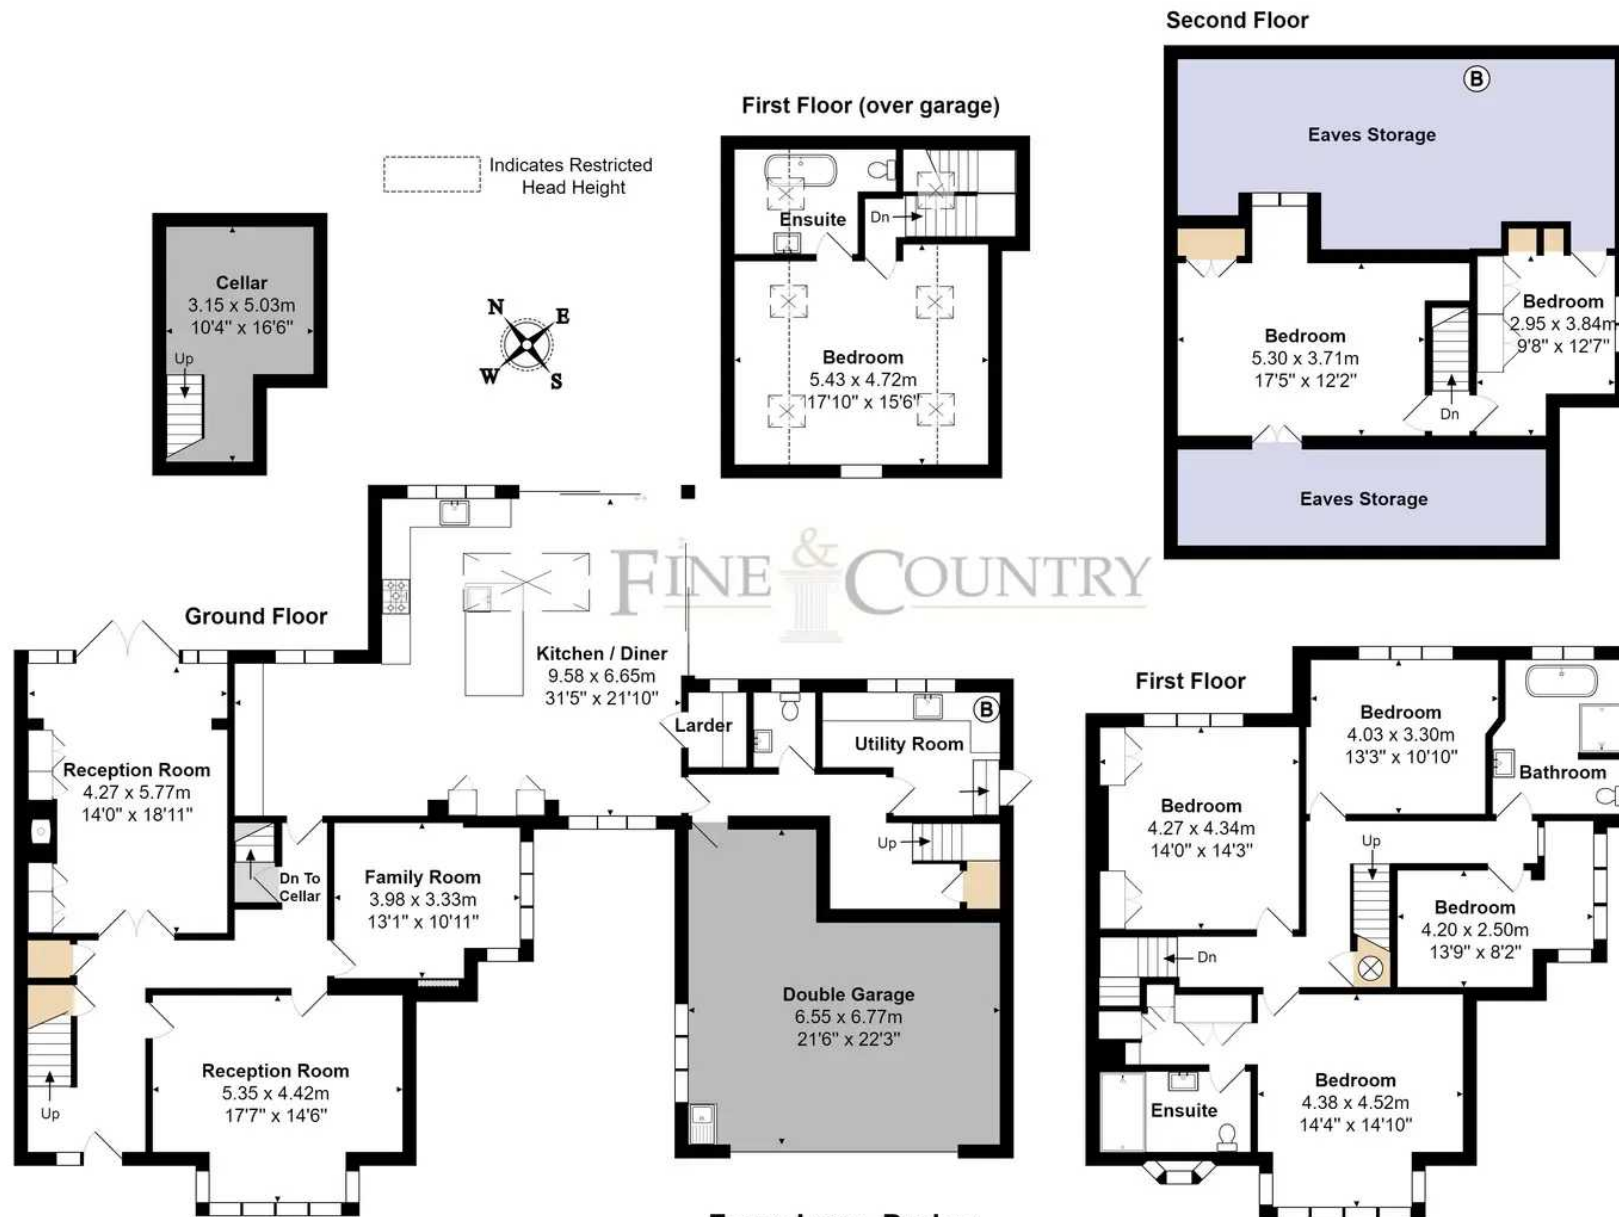 Second Floor
B
Eaves Storage
Bedroom
5.30 x 3.71m
17'5" x 12'2"
Bedroom
2.95 x 3.84m
9'8" x 12'7"
Dn
Eaves Storage
First Floor (over garage)
Ensuite
Dn
Bedroom
5.43 x 4.72m
17'10" x 15'6"
Indicates Restricted
Head Height
N
E
W
S
Cellar
3.15 x 5.03m
10'4" x 16'6"
Up
FINE & COUNTRY
Ground Floor
Kitchen / Diner
9.58 x 6.65m
31'5" x 21'10"
Larder
Utility Room
B
Reception Room
4.27 x 5.77m
14'0" x 18'11"
Dn To
Cellar
Family Room
3.98 x 3.33m
13'1" x 10'11"
Up
Double Garage
6.55 x 6.77m
21'6" x 22'3"
Reception Room
5.35 x 4.42m
17'7" x 14'6"
Up
First Floor
Bedroom
4.03 x 3.30m
13'3" x 10'10"
Bathroom
Bedroom
4.27 x 4.34m
14'0" x 14'3"
Up
Bedroom
4.20 x 2.50m
13'9" x 8'2"
Dn
Ensuite
Bedroom
4.38 x 4.52m
14'4" x 14'10"